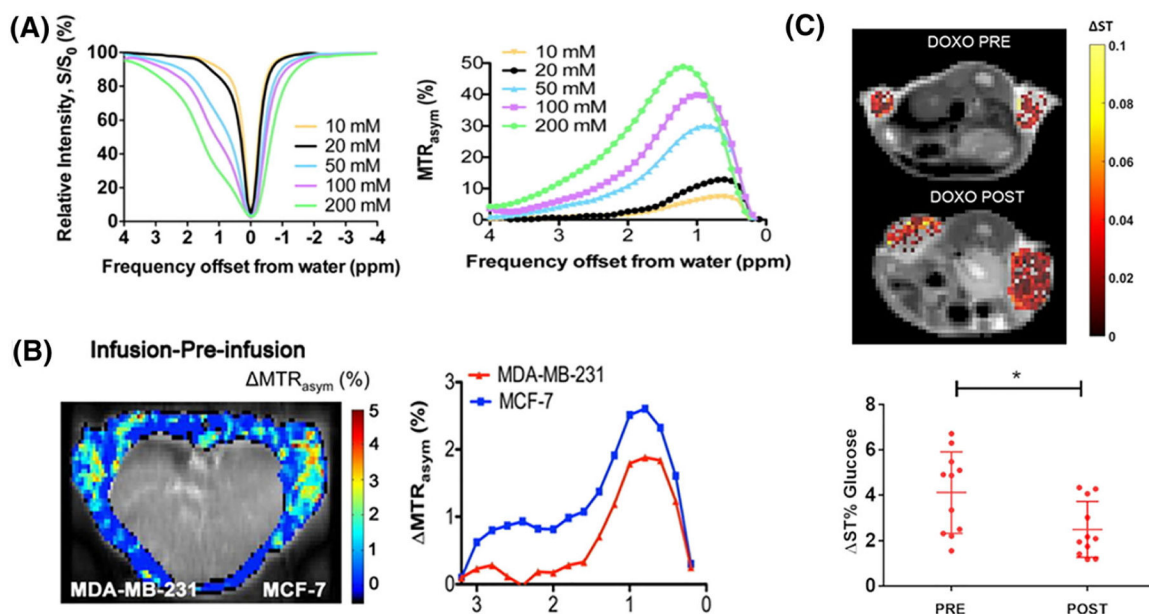 (A)
Relative Intensity, S/S0 (%)
100
80
60
40
20
0
10 mM
20 mM
50 mM
100 mM
200 mM
4 3 2 1 0 -1 -2 -3 -4
Frequency offset from water (ppm)
MTRasym (%)
50
40
30
20
10
0
10 mM
20 mM
50 mM
100 mM
200 mM
4 3 2 1 0
Frequency offset from water (ppm)
(B)
Infusion-Pre-infusion
ΔMTRasym (%)
5
4
3
2
1
0
MDA-MB-231 MCF-7
ΔMTRasym (%)
3
2
1
0
MDA-MB-231
MCF-7
3 2 1 0
(C)
DOXO PRE
DOXO POST
ΔST
0.1
0.08
0.06
0.04
0.02
0
*
ΔST% Glucose
8
6
4
2
0
PRE POST